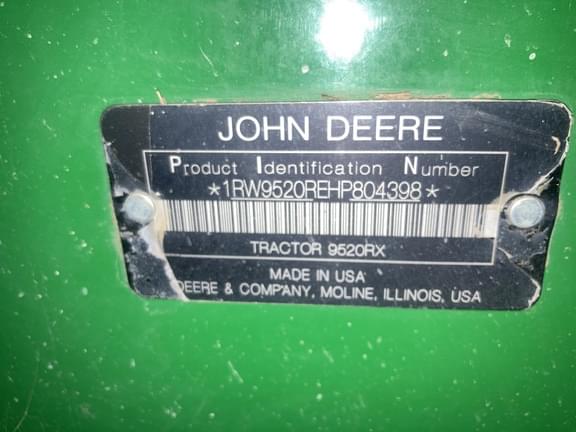 JOHN DEERE
Product Identification Number
*1RW9520REHP804398*
TRACTOR 9520RX
MADE IN USA
DEERE & COMPANY, MOLINE, ILLINOIS, USA